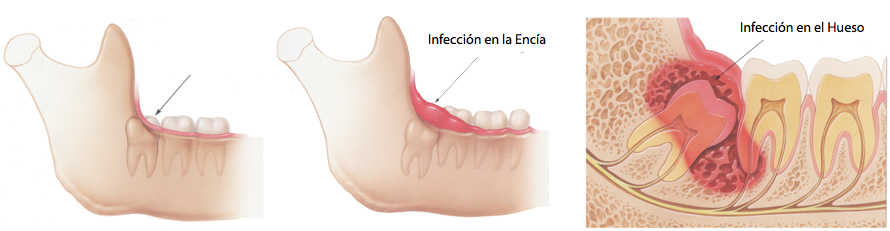 Infección en la Encía
Infección en el Hueso